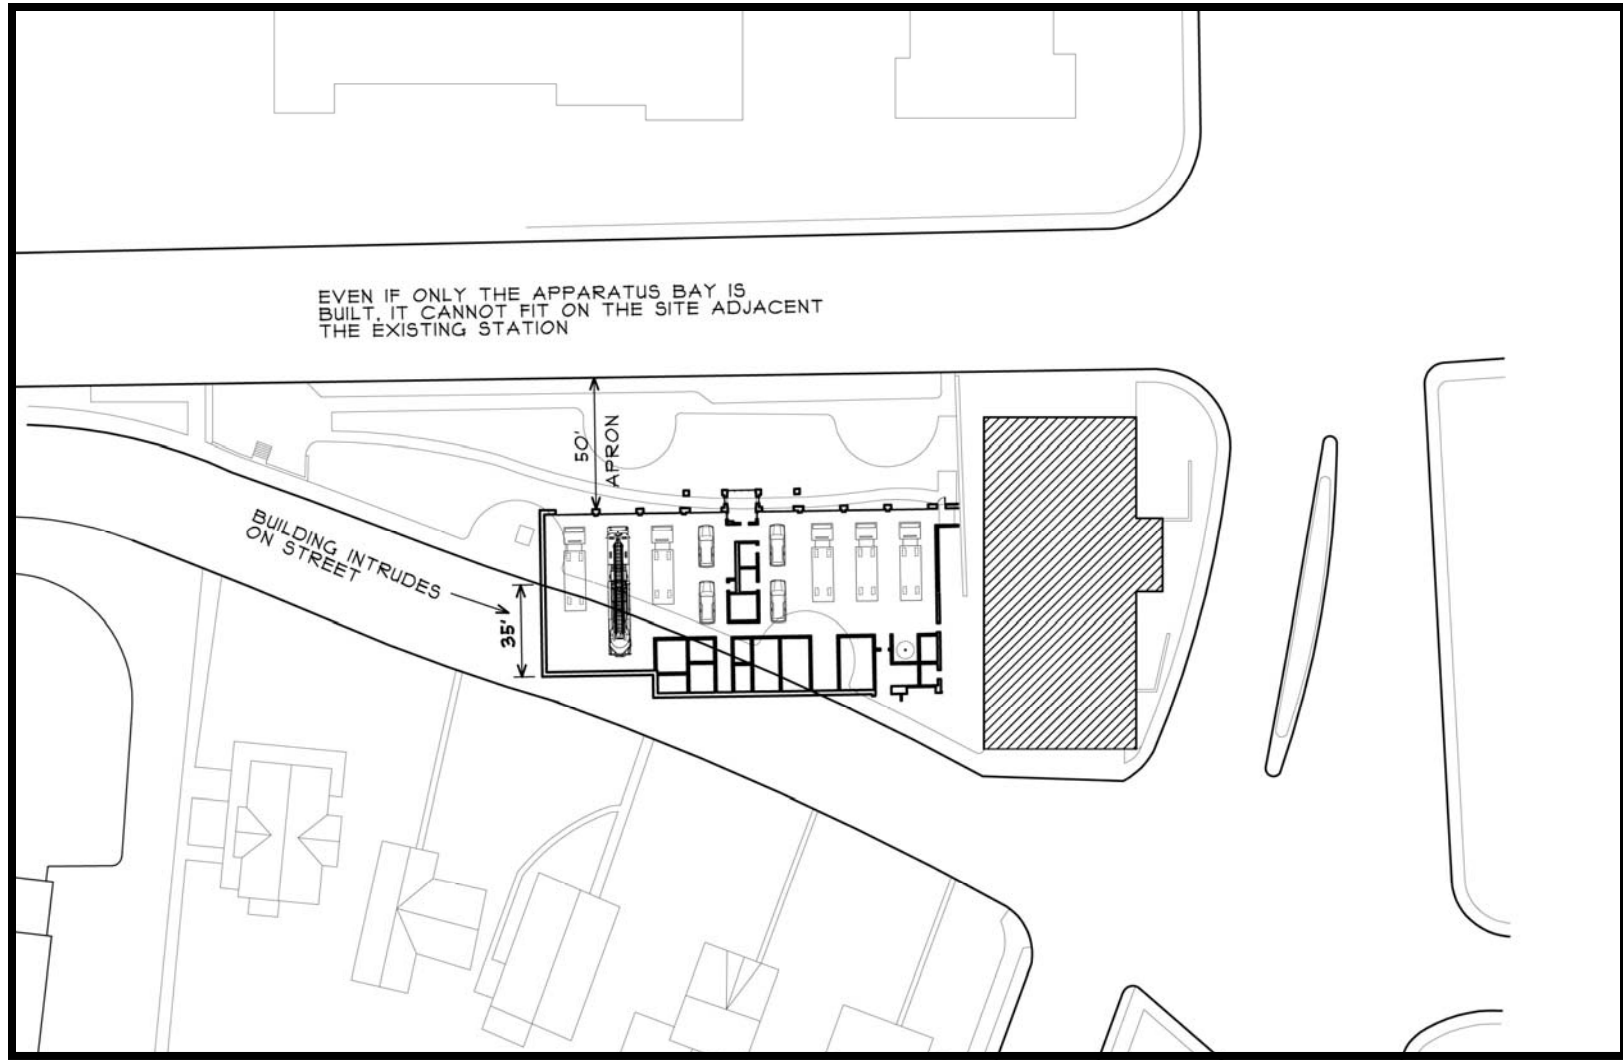 EVEN IF ONLY THE APPARATUS BAY IS
BUILT, IT CANNOT FIT ON THE SITE ADJACENT
THE EXISTING STATION
50'
APRON
BUILDING INTRUDES
ON STREET
35'